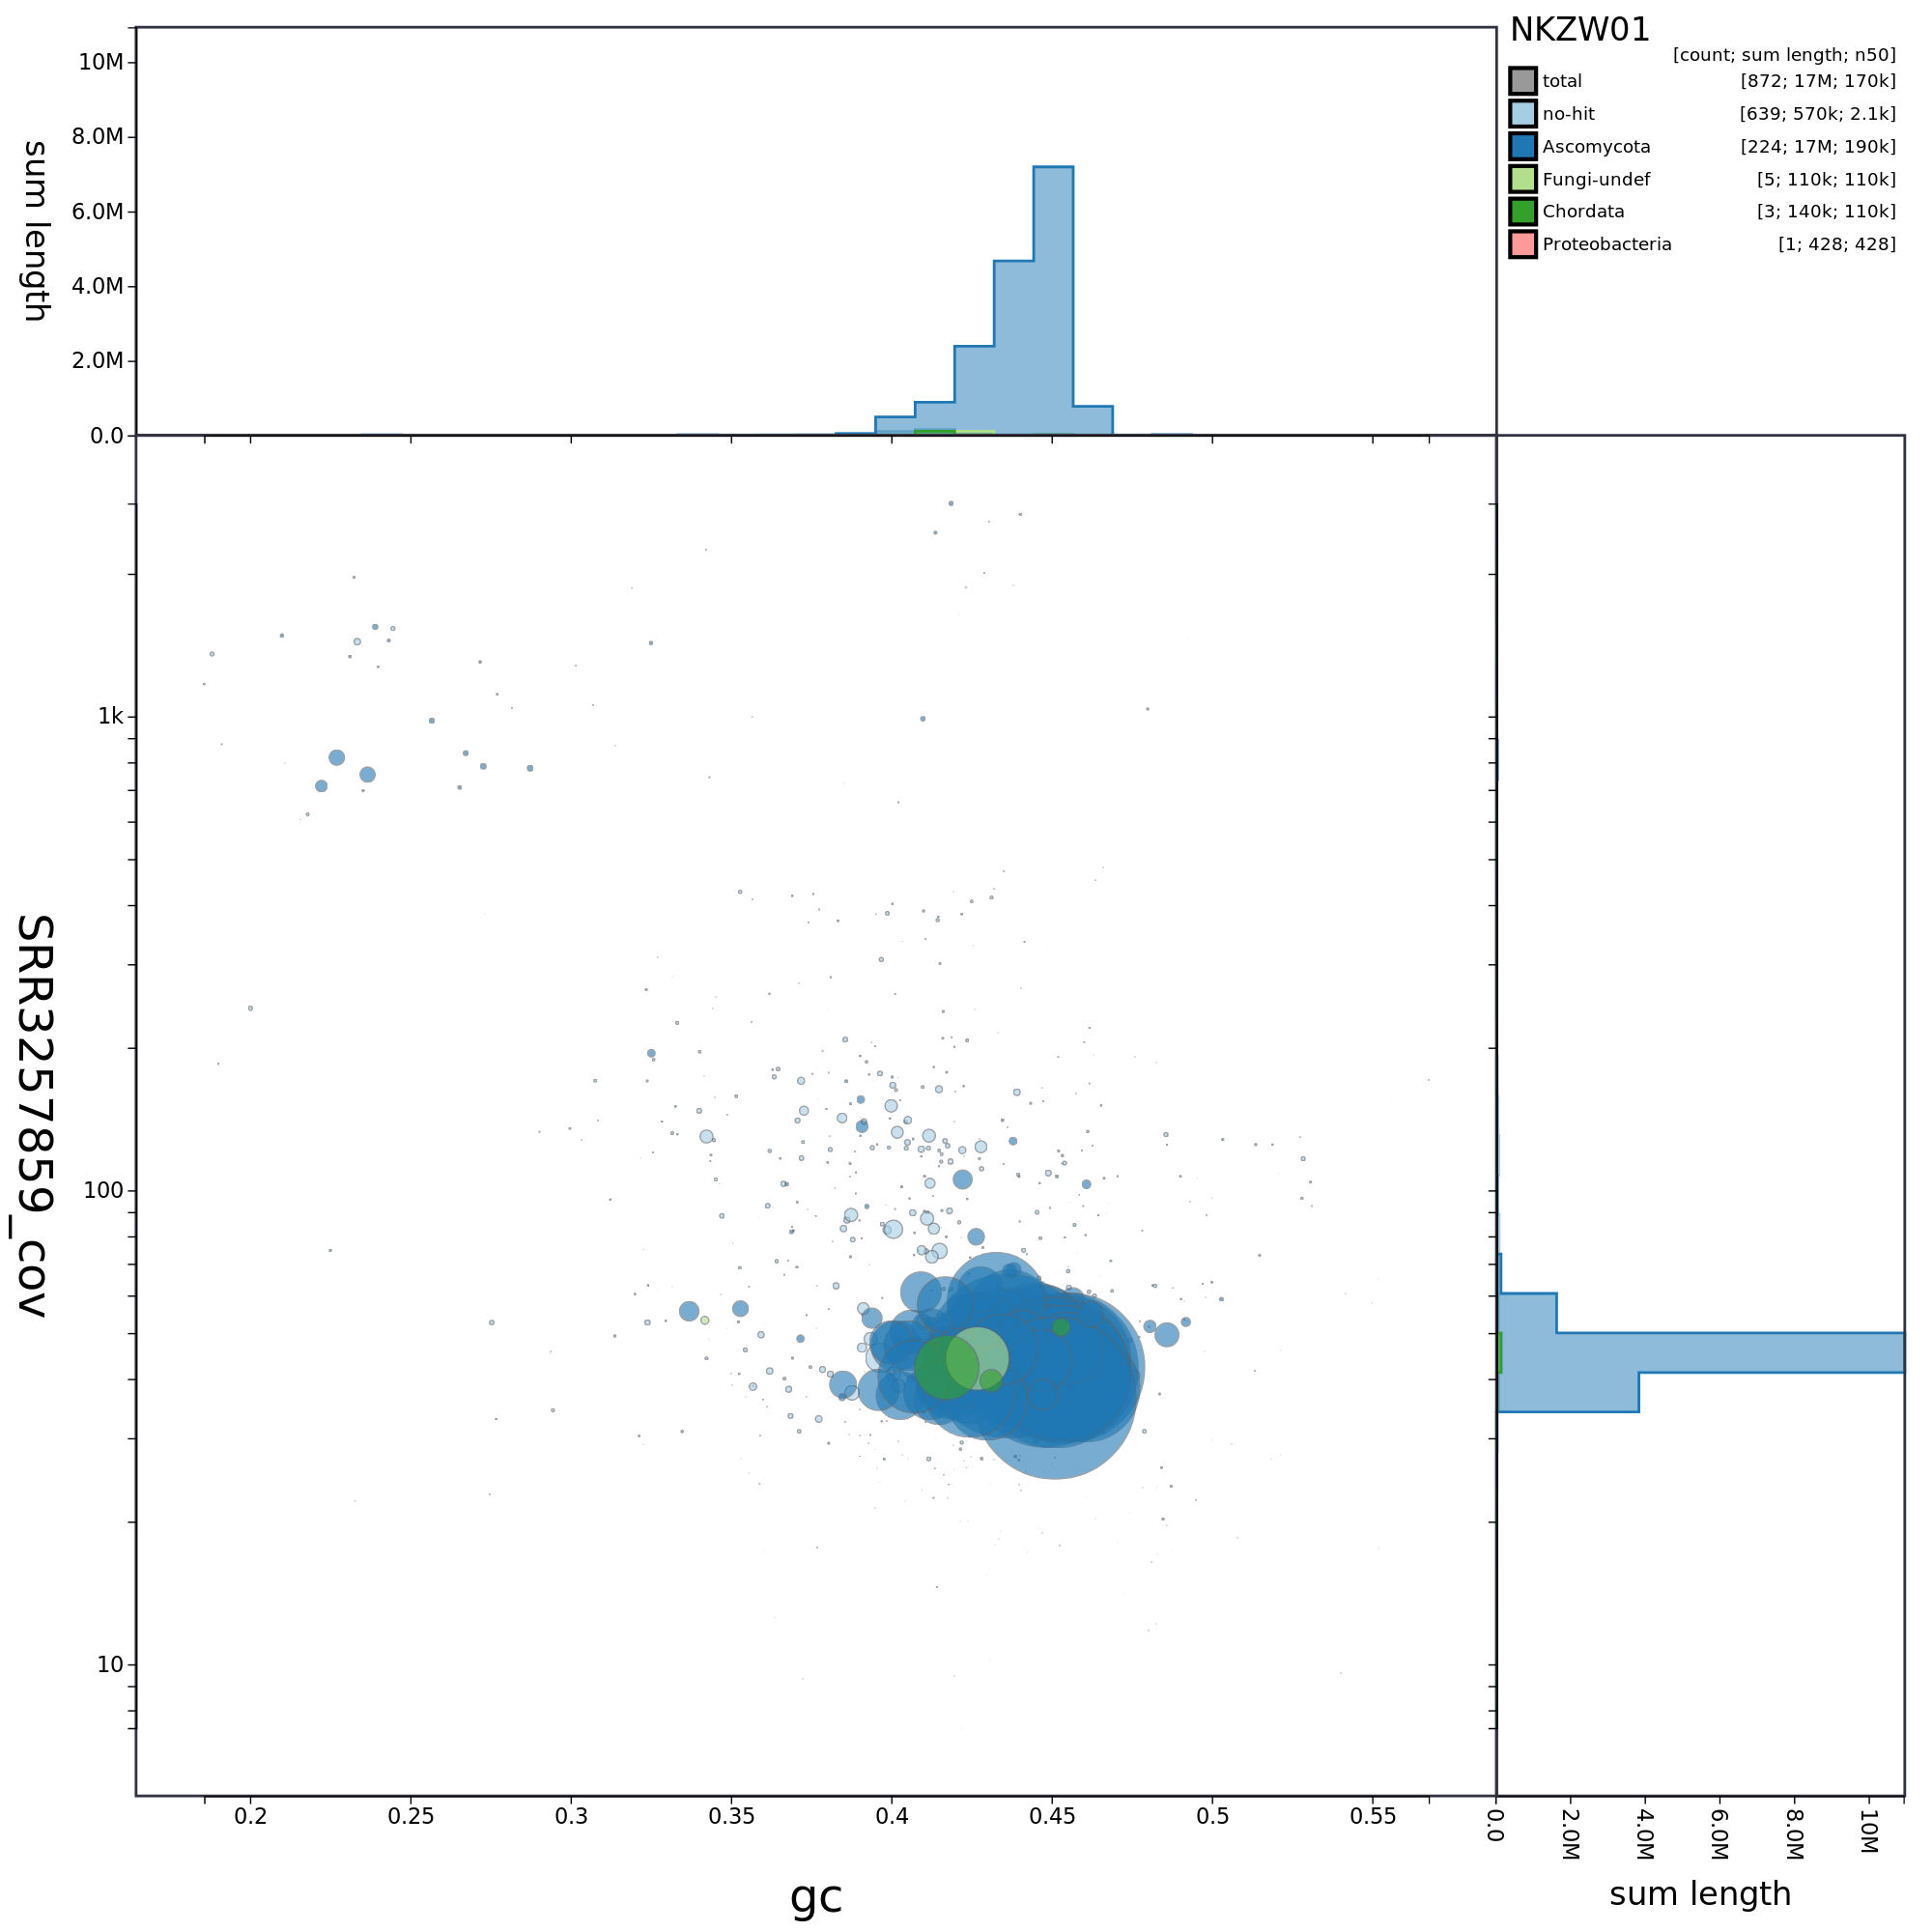 NKZW01
[count; sum length; n50]
total [872; 17M; 170k]
no-hit [639; 570k; 2.1k]
Ascomycota [224; 17M; 190k]
Fungi-undef [5; 110k; 110k]
Chordata [3; 140k; 110k]
Proteobacteria [1; 428; 428]
sum length
10M
8.0M
6.0M
4.0M
2.0M
0.0
SRR3257859_cov
1k
100
10
0.2 0.25 0.3 0.35 0.4 0.45 0.5 0.55
gc
0.0 2.0M 4.0M 6.0M 8.0M 10M
sum length